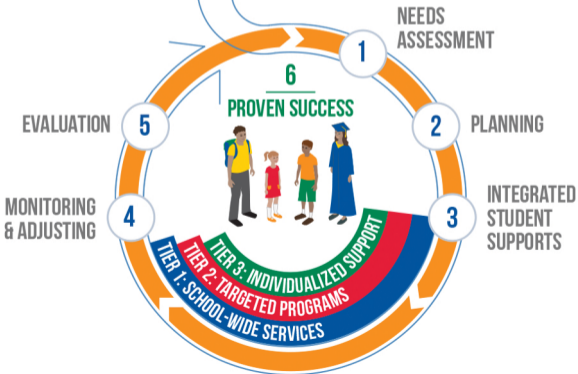 1
NEEDS
ASSESSMENT
2
PLANNING
3
INTEGRATED
STUDENT
SUPPORTS
4
MONITORING
& ADJUSTING
5
EVALUATION
6
PROVEN SUCCESS
TIER 3: INDIVIDUALIZED SUPPORT
TIER 2: TARGETED PROGRAMS
TIER 1: SCHOOL-WIDE SERVICES